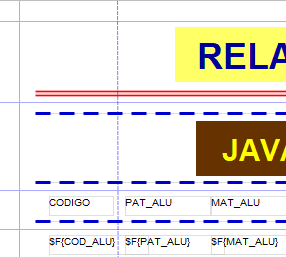 RELA
JAVA
CODIGO PAT_ALU MAT_ALU
$F{COD_ALU} $F{PAT_ALU} $F{MAT_ALU}